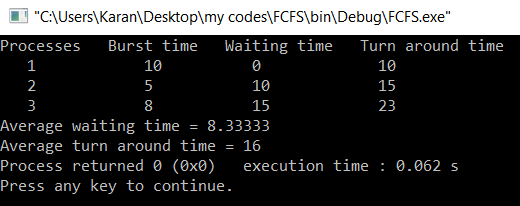 "C:\Users\Karan\Desktop\my codes\FCFS\bin\Debug\FCFS.exe"
Processes Burst time Waiting time Turn around time
1 10 0 10
2 5 10 15
3 8 15 23
Average waiting time = 8.33333
Average turn around time = 16
Process returned 0 (0x0) execution time : 0.062 s
Press any key to continue.